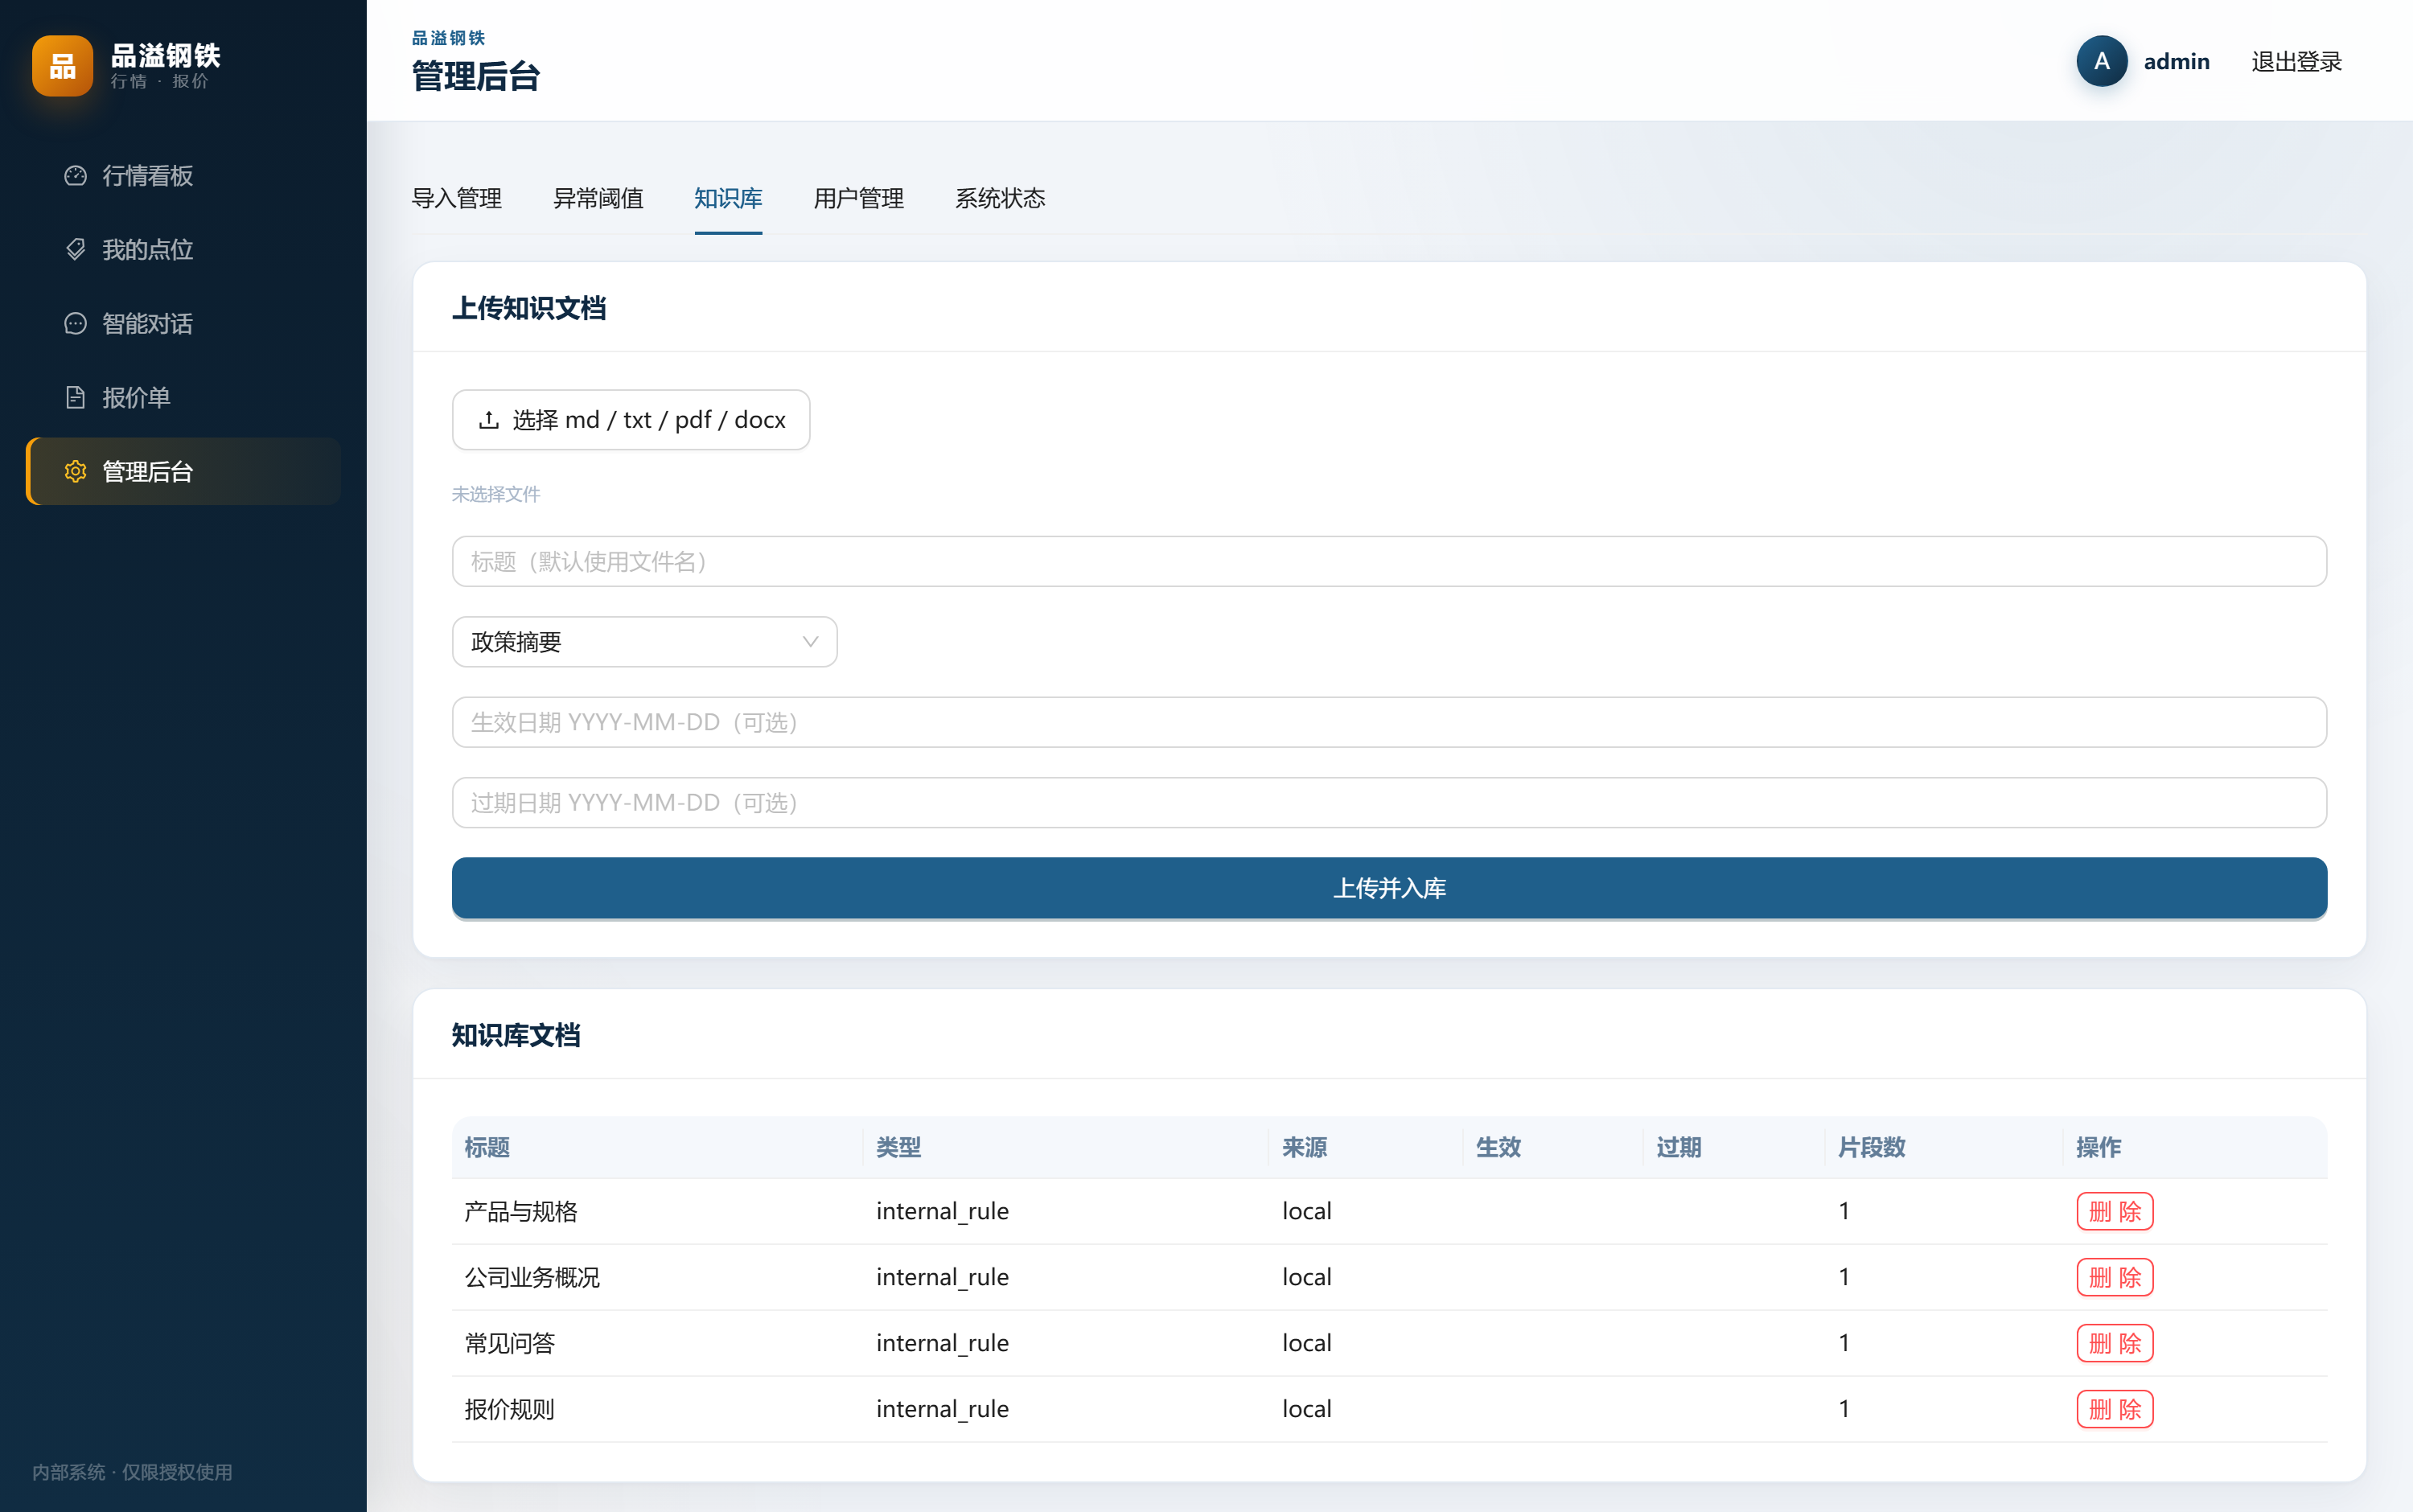 品
品溢钢铁
行情 · 报价
行情看板
我的点位
智能对话
报价单
管理后台
内部系统 · 仅限授权使用
品溢钢铁
管理后台
A admin 退出登录
导入管理 异常阈值 知识库 用户管理 系统状态
上传知识文档
选择 md / txt / pdf / docx
未选择文件
标题（默认使用文件名）
政策摘要
生效日期 YYYY-MM-DD（可选）
过期日期 YYYY-MM-DD（可选）
上传并入库
知识库文档
标题 类型 来源 生效 过期 片段数 操作
产品与规格 internal_rule local 1 删 除
公司业务概况 internal_rule local 1 删 除
常见问答 internal_rule local 1 删 除
报价规则 internal_rule local 1 删 除